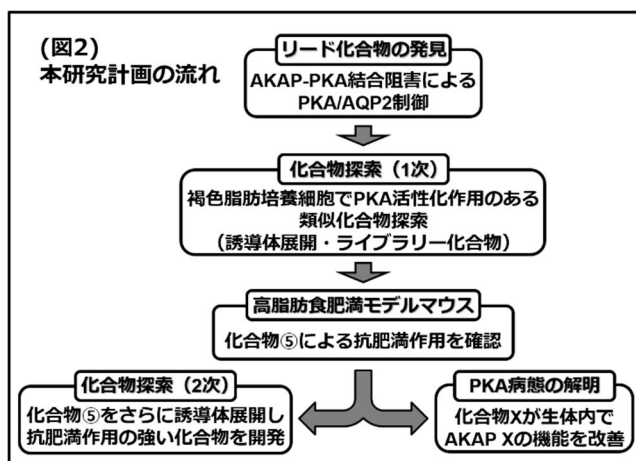 (図2)
本研究計画の流れ
リード化合物の発見
AKAP-PKA結合阻害による
PKA/AQP2制御
化合物探索（1次）
褐色脂肪培養細胞でPKA活性化作用のある
類似化合物探索
（誘導体展開・ライブラリー化合物）
高脂肪食肥満モデルマウス
化合物⑤による抗肥満作用を確認
化合物探索（2次）
化合物⑤をさらに誘導体展開し
抗肥満作用の強い化合物を開発
PKA病態の解明
化合物Xが生体内で
AKAP Xの機能を改善